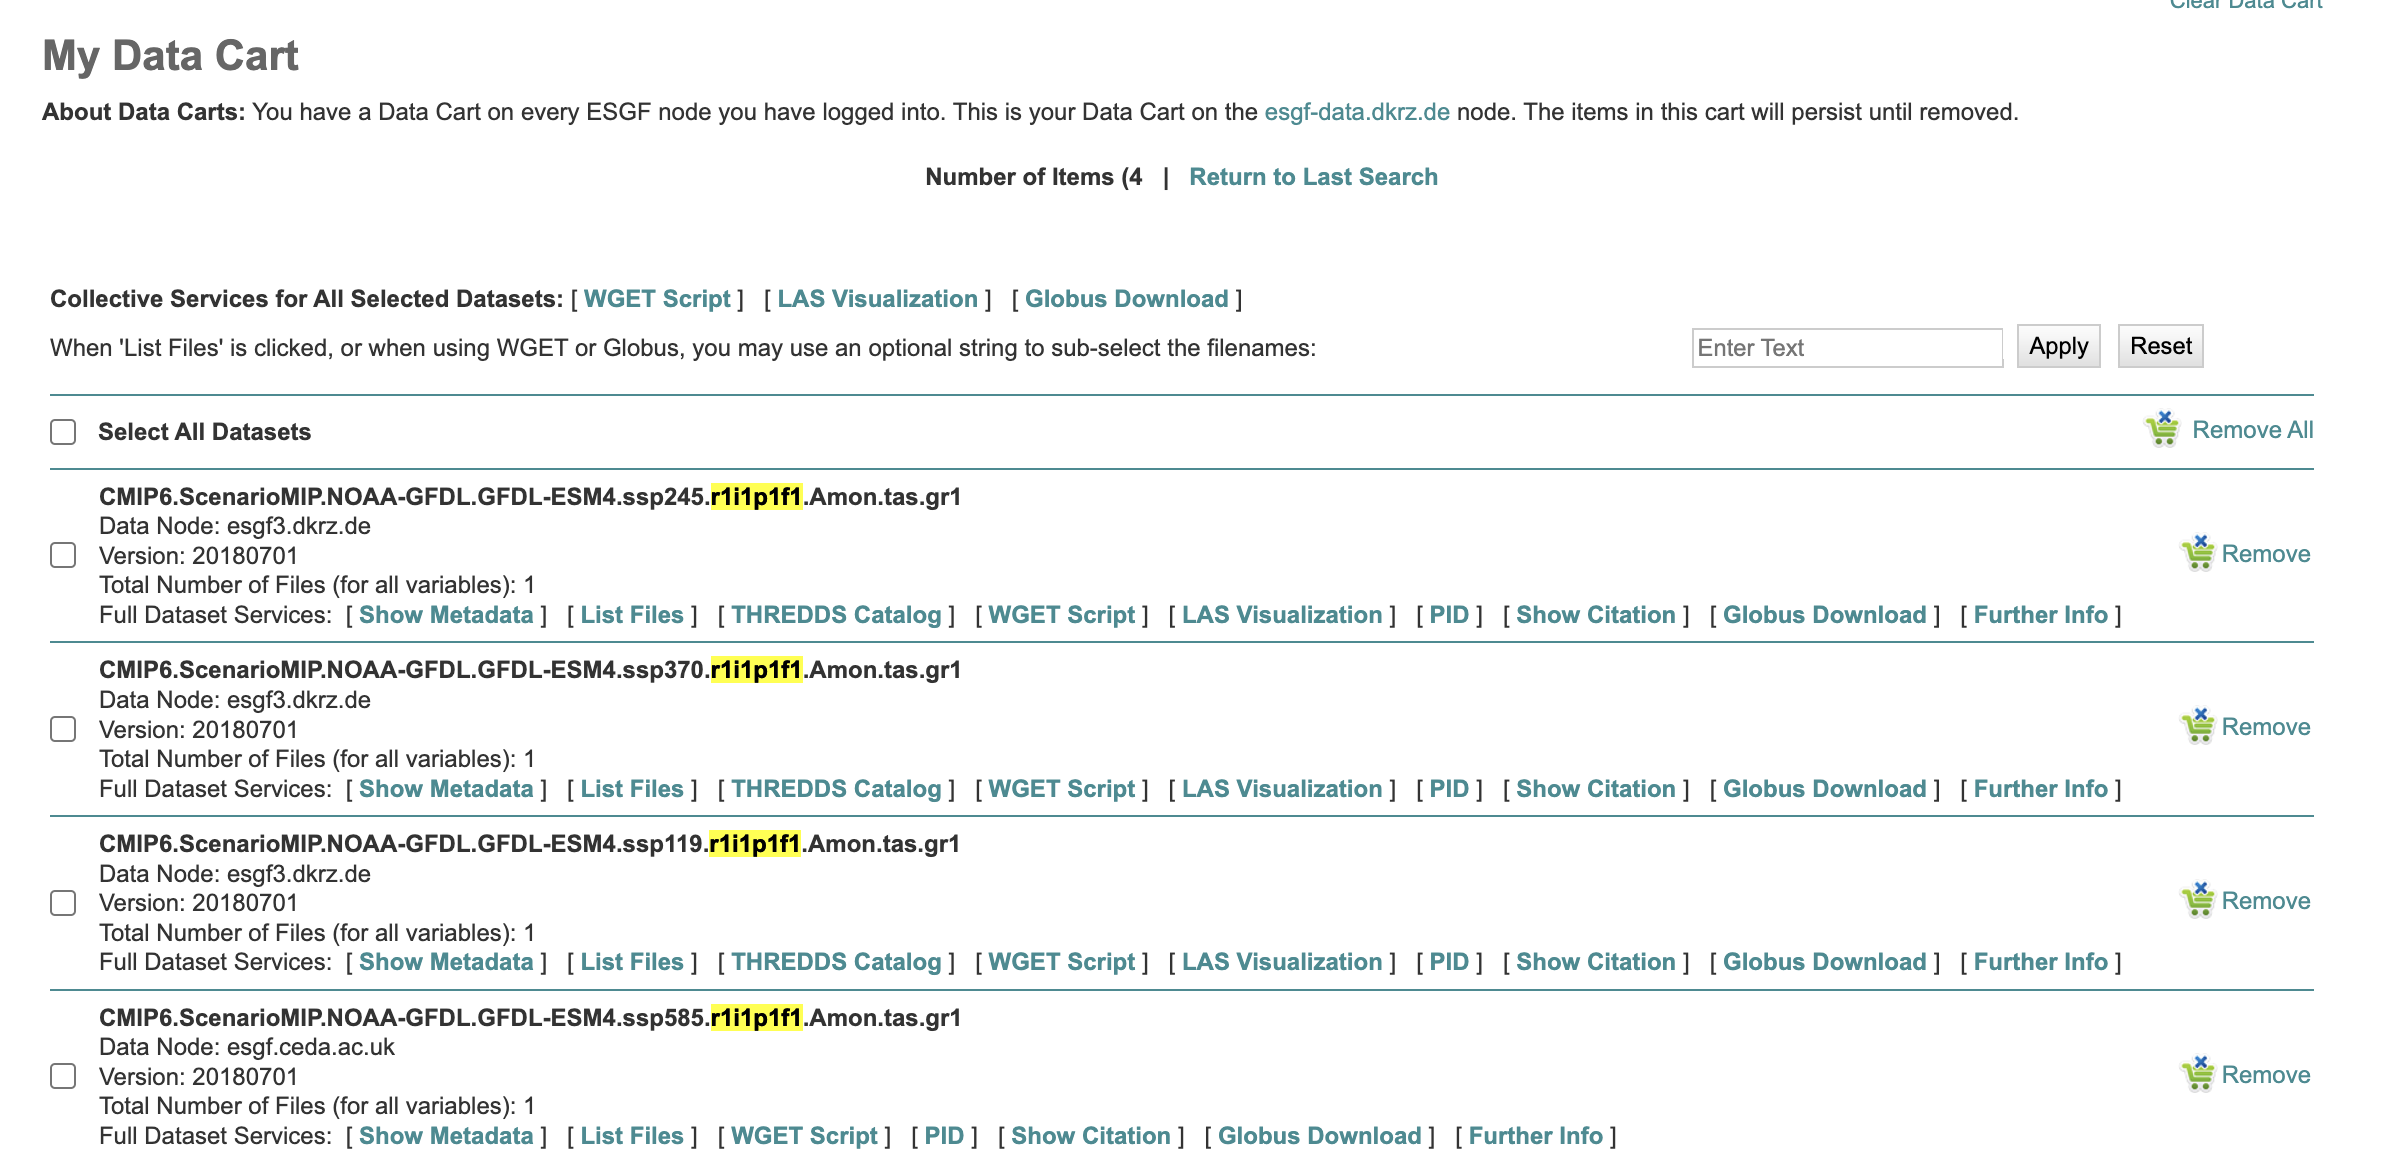 Clear Data Cart
My Data Cart
About Data Carts: You have a Data Cart on every ESGF node you have logged into. This is your Data Cart on the esgf-data.dkrz.de node. The items in this cart will persist until removed.
Number of Items (4 | Return to Last Search
Collective Services for All Selected Datasets: [ WGET Script ] [ LAS Visualization ] [ Globus Download ]
When 'List Files' is clicked, or when using WGET or Globus, you may use an optional string to sub-select the filenames: Enter Text Apply Reset
Select All Datasets Remove All
CMIP6.ScenarioMIP.NOAA-GFDL.GFDL-ESM4.ssp245.r1i1p1f1.Amon.tas.gr1
Data Node: esgf3.dkrz.de
Version: 20180701 Remove
Total Number of Files (for all variables): 1
Full Dataset Services: [ Show Metadata ] [ List Files ] [ THREDDS Catalog ] [ WGET Script ] [ LAS Visualization ] [ PID ] [ Show Citation ] [ Globus Download ] [ Further Info ]
CMIP6.ScenarioMIP.NOAA-GFDL.GFDL-ESM4.ssp370.r1i1p1f1.Amon.tas.gr1
Data Node: esgf3.dkrz.de
Version: 20180701 Remove
Total Number of Files (for all variables): 1
Full Dataset Services: [ Show Metadata ] [ List Files ] [ THREDDS Catalog ] [ WGET Script ] [ LAS Visualization ] [ PID ] [ Show Citation ] [ Globus Download ] [ Further Info ]
CMIP6.ScenarioMIP.NOAA-GFDL.GFDL-ESM4.ssp119.r1i1p1f1.Amon.tas.gr1
Data Node: esgf3.dkrz.de
Version: 20180701 Remove
Total Number of Files (for all variables): 1
Full Dataset Services: [ Show Metadata ] [ List Files ] [ THREDDS Catalog ] [ WGET Script ] [ LAS Visualization ] [ PID ] [ Show Citation ] [ Globus Download ] [ Further Info ]
CMIP6.ScenarioMIP.NOAA-GFDL.GFDL-ESM4.ssp585.r1i1p1f1.Amon.tas.gr1
Data Node: esgf.ceda.ac.uk
Version: 20180701 Remove
Total Number of Files (for all variables): 1
Full Dataset Services: [ Show Metadata ] [ List Files ] [ WGET Script ] [ PID ] [ Show Citation ] [ Globus Download ] [ Further Info ]